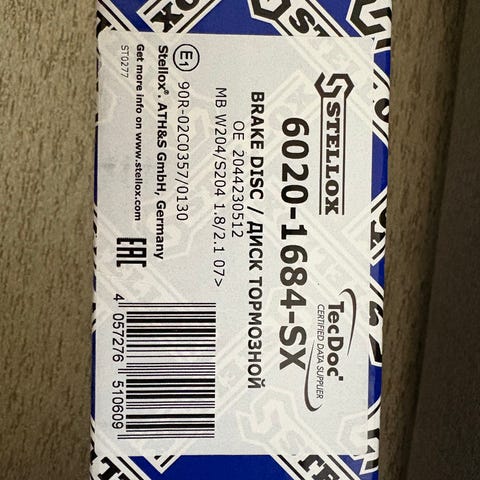 STELLOX
6020-1684-SX
TecDoc®
CERTIFIED DATA SUPPLIER
BRAKE DISC / ДИСК ТОРМОЗНОЙ
OE 2044230512
MB W204/S204 1.8/2.1 07>
E1 90R-02C0357/0130
Stellox®, ATH&S GmbH, Germany
Get more info on www.stellox.com
ST0277
EAC
4 057276 510609